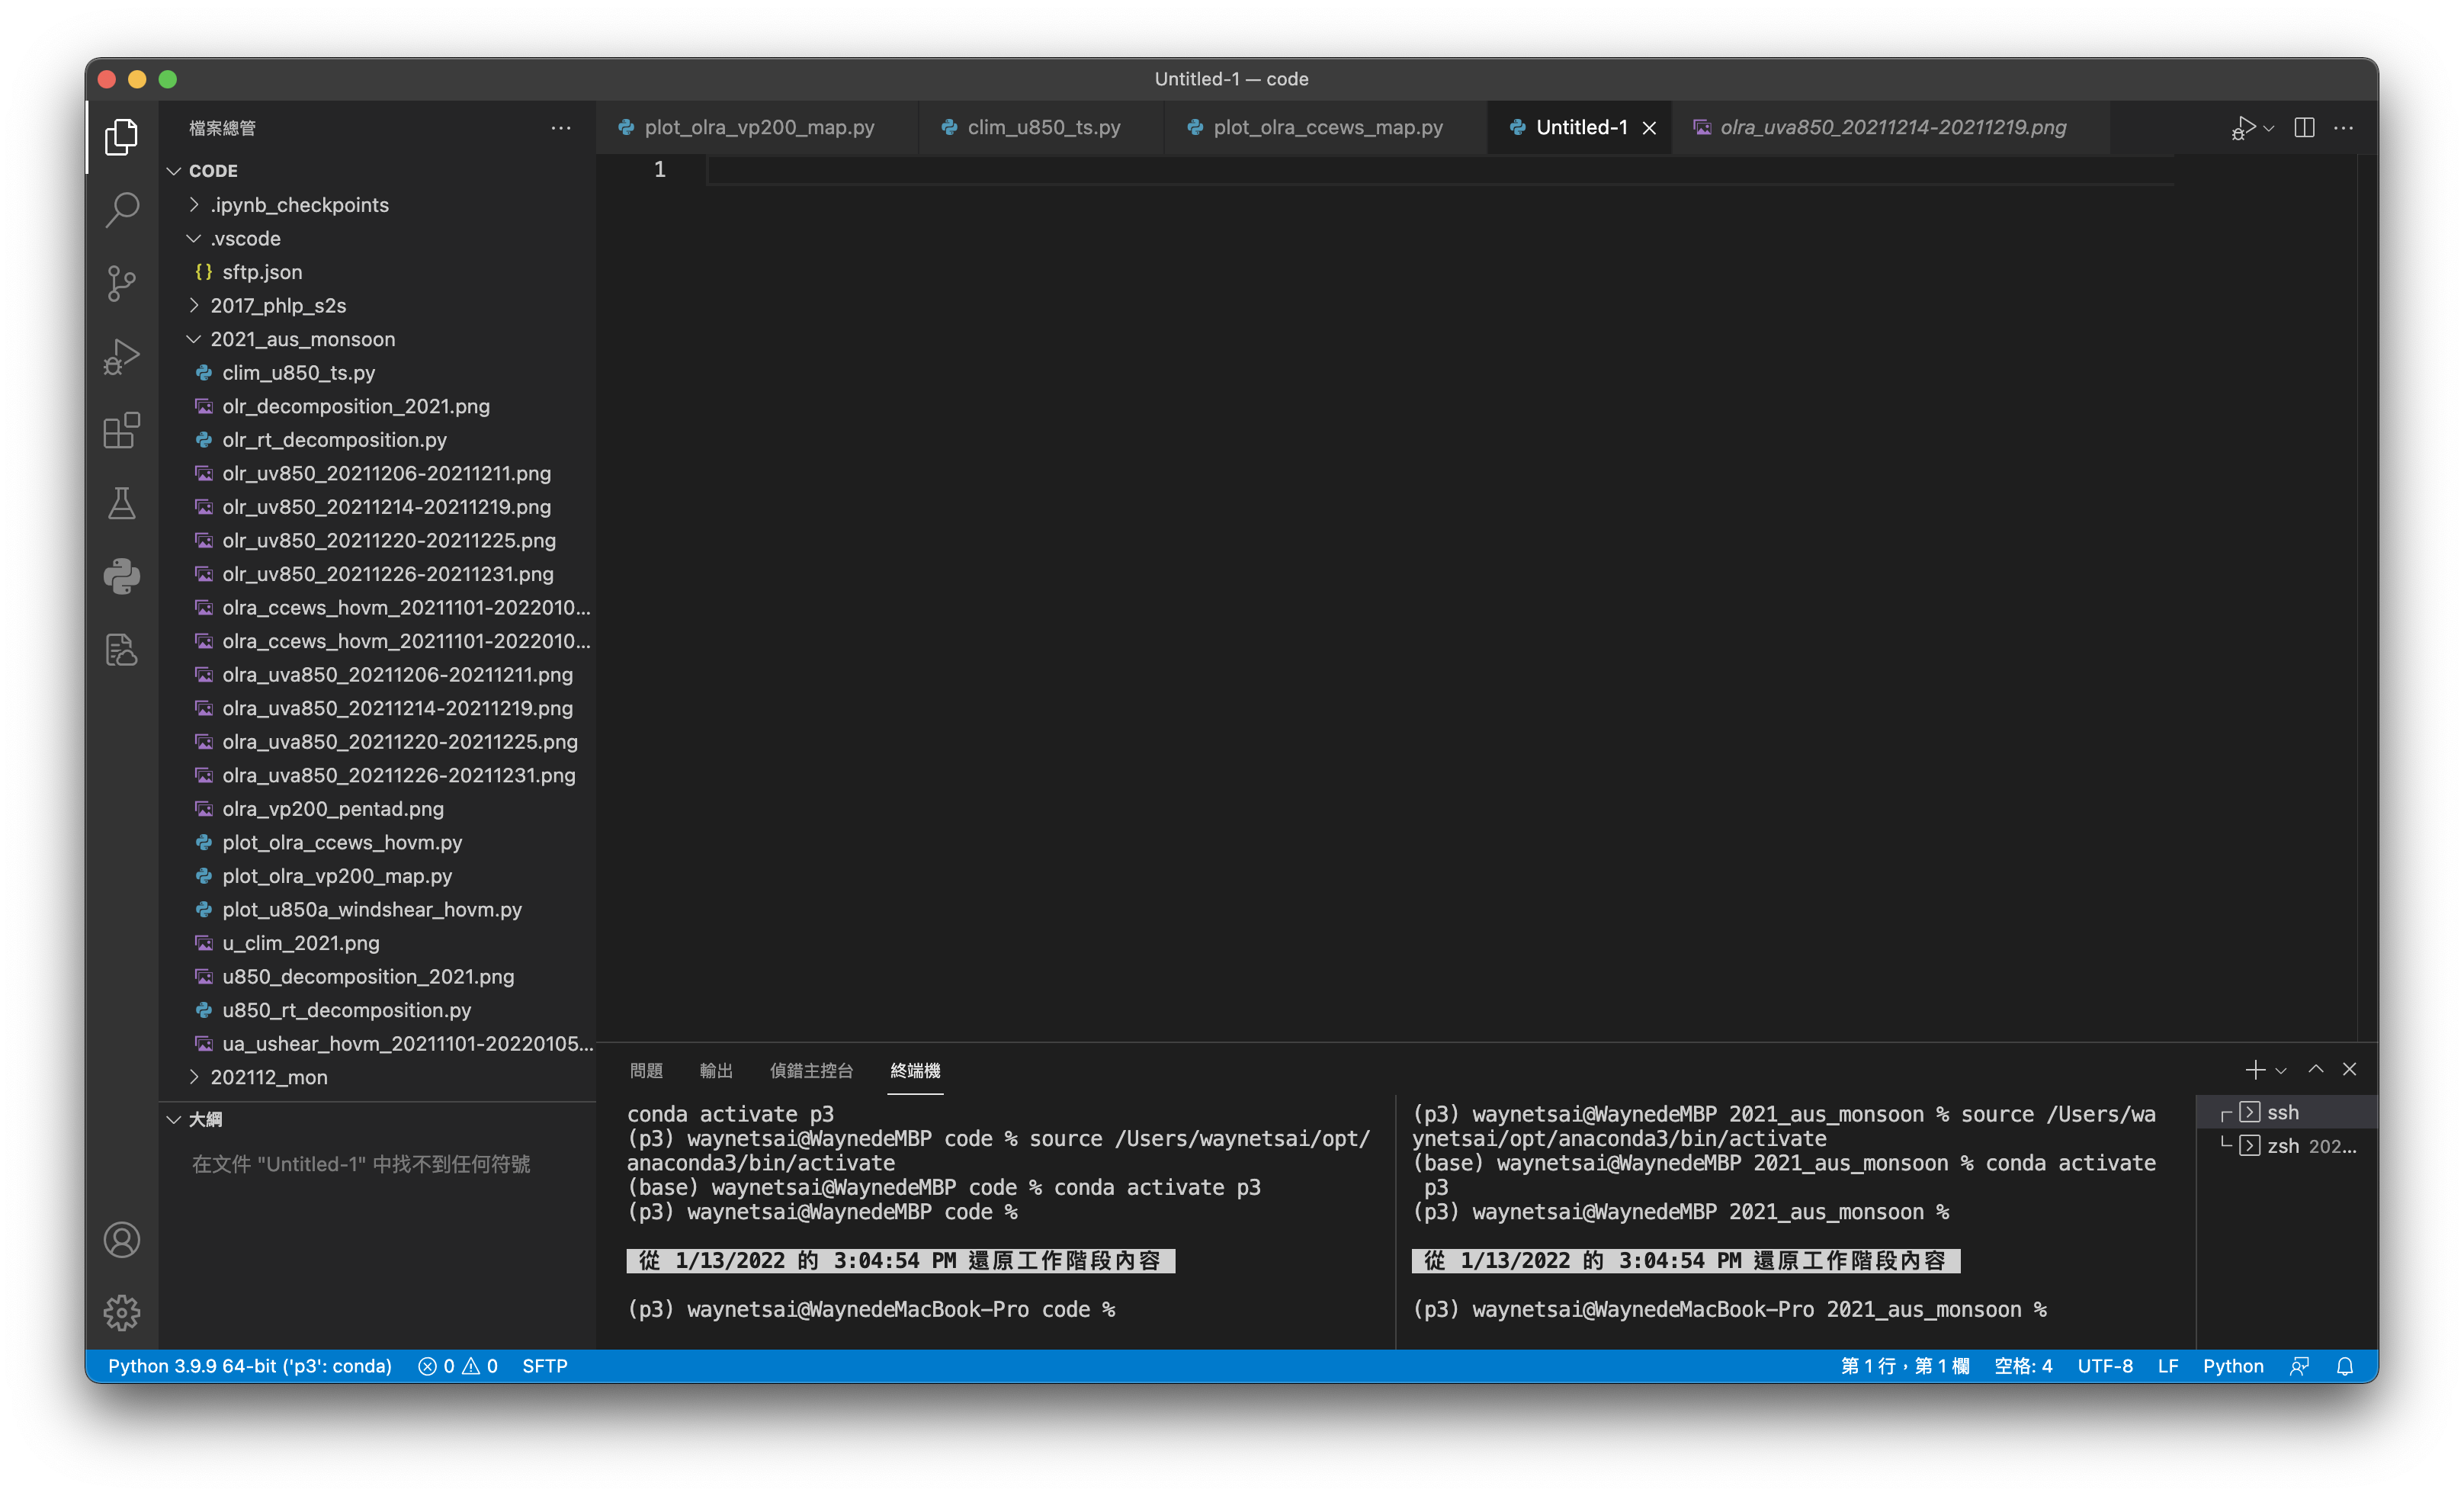 Untitled-1 — code
檔案總管
plot_olra_vp200_map.py
clim_u850_ts.py
plot_olra_ccews_map.py
Untitled-1
olra_uva850_20211214-20211219.png
CODE
.ipynb_checkpoints
.vscode
{} sftp.json
2017_phlp_s2s
2021_aus_monsoon
clim_u850_ts.py
olr_decomposition_2021.png
olr_rt_decomposition.py
olr_uv850_20211206-20211211.png
olr_uv850_20211214-20211219.png
olr_uv850_20211220-20211225.png
olr_uv850_20211226-20211231.png
olra_ccews_hovm_20211101-2022010...
olra_ccews_hovm_20211101-2022010...
olra_uva850_20211206-20211211.png
olra_uva850_20211214-20211219.png
olra_uva850_20211220-20211225.png
olra_uva850_20211226-20211231.png
olra_vp200_pentad.png
plot_olra_ccews_hovm.py
plot_olra_vp200_map.py
plot_u850a_windshear_hovm.py
u_clim_2021.png
u850_decomposition_2021.png
u850_rt_decomposition.py
ua_ushear_hovm_20211101-20220105...
202112_mon
大綱
在文件 "Untitled-1" 中找不到任何符號
1
問題
輸出
偵錯主控台
終端機
conda activate p3
(p3) waynetsai@WaynedeMBP code % source /Users/waynetsai/opt/
anaconda3/bin/activate
(base) waynetsai@WaynedeMBP code % conda activate p3
(p3) waynetsai@WaynedeMBP code %
從 1/13/2022 的 3:04:54 PM 還原工作階段內容
(p3) waynetsai@WaynedeMacBook-Pro code %
(p3) waynetsai@WaynedeMBP 2021_aus_monsoon % source /Users/wa
ynetsai/opt/anaconda3/bin/activate
(base) waynetsai@WaynedeMBP 2021_aus_monsoon % conda activate
p3
(p3) waynetsai@WaynedeMBP 2021_aus_monsoon %
從 1/13/2022 的 3:04:54 PM 還原工作階段內容
(p3) waynetsai@WaynedeMacBook-Pro 2021_aus_monsoon %
ssh
zsh 202...
Python 3.9.9 64-bit ('p3': conda)
0
0
SFTP
第 1 行，第 1 欄
空格: 4
UTF-8
LF
Python